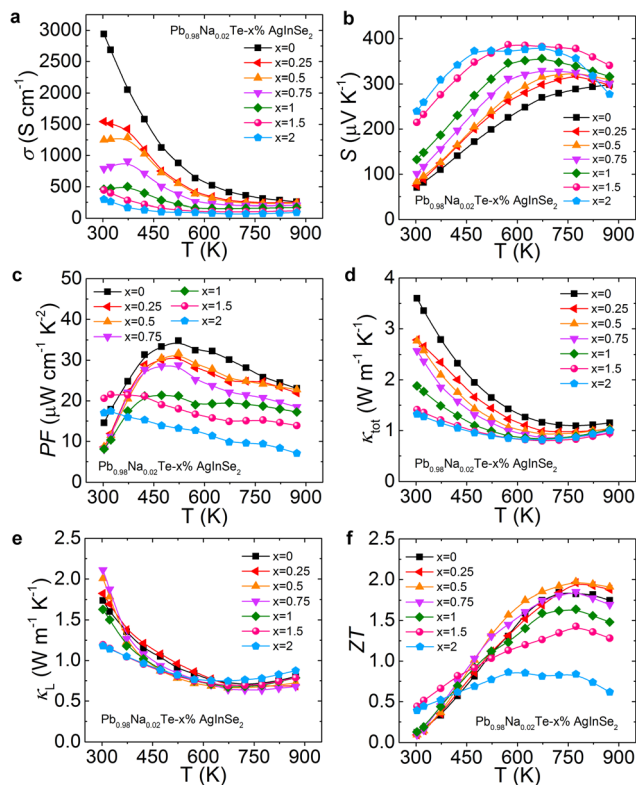 a
Pb0.98Na0.02Te-x% AgInSe2
x=0
x=0.25
x=0.5
x=0.75
x=1
x=1.5
x=2
σ (S cm-1)
3000
2500
2000
1500
1000
500
0
300 450 600 750 900
T (K)
b
x=0
x=0.25
x=0.5
x=0.75
x=1
x=1.5
x=2
Pb0.98Na0.02Te-x% AgInSe2
S (μV K-1)
400
300
200
100
0
300 450 600 750 900
T (K)
c
x=0
x=0.25
x=0.5
x=0.75
x=1
x=1.5
x=2
Pb0.98Na0.02Te-x% AgInSe2
PF (μW cm-1 K-2)
50
40
30
20
10
0
300 450 600 750 900
T (K)
d
x=0
x=0.25
x=0.5
x=0.75
x=1
x=1.5
x=2
Pb0.98Na0.02Te-x% AgInSe2
κtot (W m-1 K-1)
4
3
2
1
0
300 450 600 750 900
T (K)
e
x=0
x=0.25
x=0.5
x=0.75
x=1
x=1.5
x=2
Pb0.98Na0.02Te-x% AgInSe2
κL (W m-1 K-1)
2.5
2.0
1.5
1.0
0.5
0.0
300 450 600 750 900
T (K)
f
x=0
x=0.25
x=0.5
x=0.75
x=1
x=1.5
x=2
Pb0.98Na0.02Te-x% AgInSe2
ZT
2.5
2.0
1.5
1.0
0.5
0.0
300 450 600 750 900
T (K)